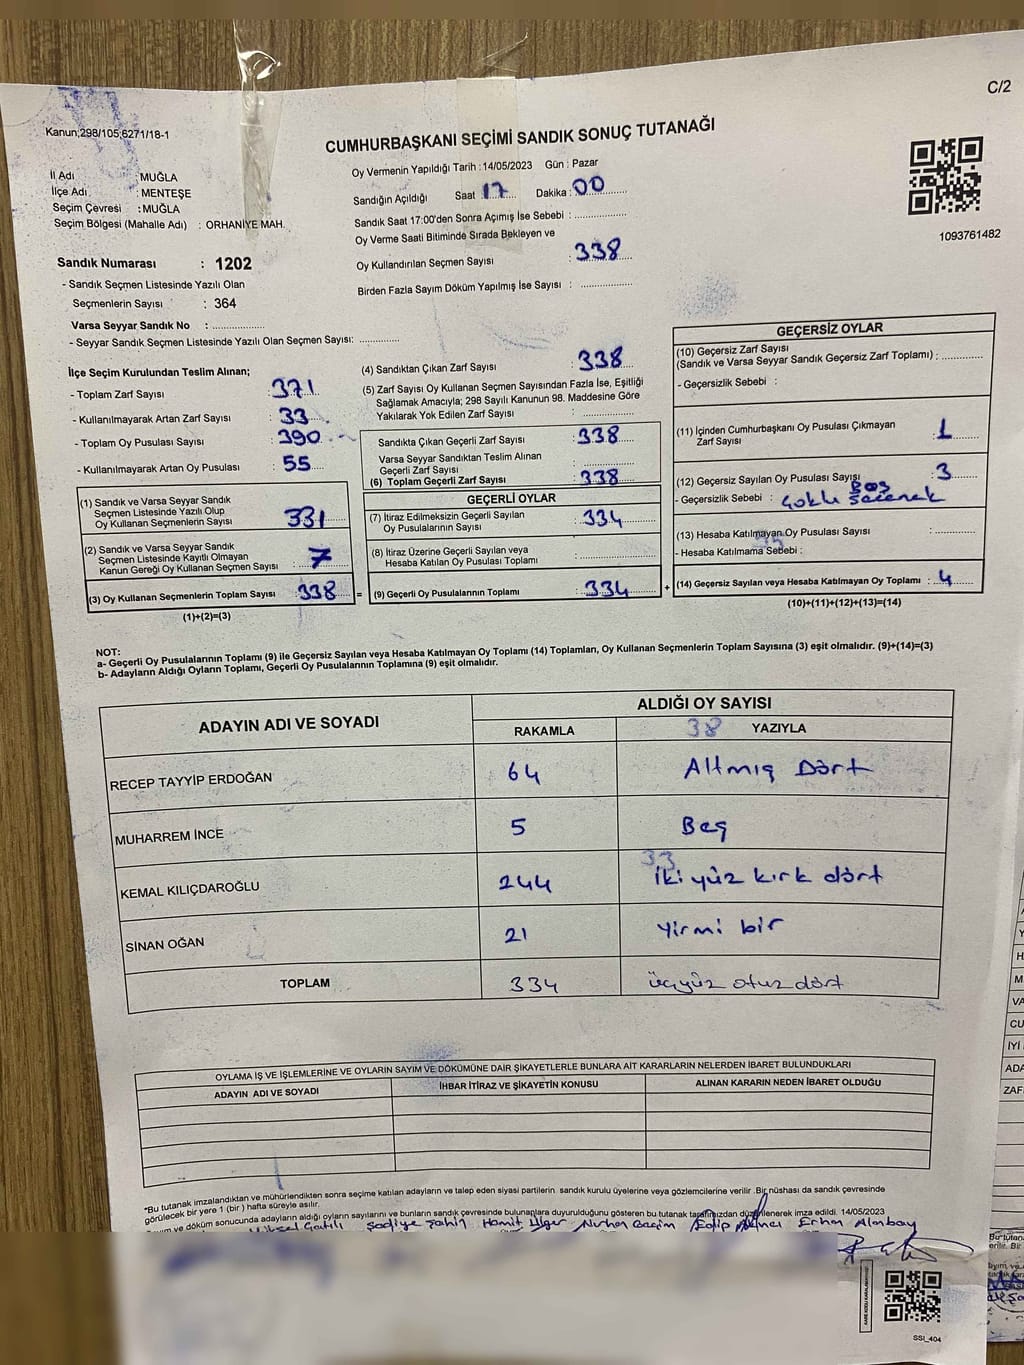 C/2
Kanun;298/105;6271/18-1
CUMHURBAŞKANI SEÇİMİ SANDIK SONUÇ TUTANAĞI
İl Adı : MUĞLA
İlçe Adı : MENTEŞE
Seçim Çevresi : MUĞLA
Seçim Bölgesi (Mahalle Adı) : ORHANİYE MAH.
Oy Vermenin Yapıldığı Tarih : 14/05/2023 Gün : Pazar
Sandığın Açıldığı Saat : 17 Dakika : 00
Sandık Saat 17:00'den Sonra Açımış İse Sebebi :
Oy Verme Saati Bitiminde Sırada Bekleyen ve
Oy Kullandırılan Seçmen Sayısı : 338
Birden Fazla Sayım Döküm Yapılmış İse Sayısı :
1093761482
Sandık Numarası : 1202
- Sandık Seçmen Listesinde Yazılı Olan
Seçmenlerin Sayısı : 364
Varsa Seyyar Sandık No :
- Seyyar Sandık Seçmen Listesinde Yazılı Olan Seçmen Sayısı:
İlçe Seçim Kurulundan Teslim Alınan;
- Toplam Zarf Sayısı : 371
- Kullanılmayarak Artan Zarf Sayısı : 33
- Toplam Oy Pusulası Sayısı : 390
- Kullanılmayarak Artan Oy Pusulası : 55
(1) Sandık ve Varsa Seyyar Sandık
Seçmen Listesinde Yazılı Olup
Oy Kullanan Seçmenlerin Sayısı : 331
(2) Sandık ve Varsa Seyyar Sandık
Seçmen Listesinde Kayıtlı Olmayan
Kanun Gereği Oy Kullanan Seçmen Sayısı : 7
(3) Oy Kullanan Seçmenlerin Toplam Sayısı : 338
(1)+(2)=(3)
(4) Sandıktan Çıkan Zarf Sayısı : 338
(5) Zarf Sayısı Oy Kullanan Seçmen Sayısından Fazla İse, Eşitliği
Sağlamak Amacıyla; 298 Sayılı Kanunun 98. Maddesine Göre
Yakılarak Yok Edilen Zarf Sayısı :
Sandıkta Çıkan Geçerli Zarf Sayısı : 338
Varsa Seyyar Sandıktan Teslim Alınan
Geçerli Zarf Sayısı :
(6) Toplam Geçerli Zarf Sayısı : 338
=
GEÇERLİ OYLAR
(7) İtiraz Edilmeksizin Geçerli Sayılan
Oy Pusulalarının Sayısı : 334
(8) İtiraz Üzerine Geçerli Sayılan veya
Hesaba Katılan Oy Pusulası Toplamı :
(9) Geçerli Oy Pusulalarının Toplamı : 334
+
GEÇERSİZ OYLAR
(10) Geçersiz Zarf Sayısı
(Sandık ve Varsa Seyyar Sandık Geçersiz Zarf Toplamı) :
- Geçersizlik Sebebi :
(11) İçinden Cumhurbaşkanı Oy Pusulası Çıkmayan
Zarf Sayısı : 1
(12) Geçersiz Sayılan Oy Pusulası Sayısı : 3
- Geçersizlik Sebebi : Çoklu Boş Seçenek
(13) Hesaba Katılmayan Oy Pusulası Sayısı :
- Hesaba Katılmama Sebebi :
(14) Geçersiz Sayılan veya Hesaba Katılmayan Oy Toplamı : 4
(10)+(11)+(12)+(13)=(14)
NOT:
a- Geçerli Oy Pusulalarının Toplamı (9) ile Geçersiz Sayılan veya Hesaba Katılmayan Oy Toplamı (14) Toplamları, Oy Kullanan Seçmenlerin Toplam Sayısına (3) eşit olmalıdır. (9)+(14)=(3)
b- Adayların Aldığı Oyların Toplamı, Geçerli Oy Pusulalarının Toplamına (9) eşit olmalıdır.
ADAYIN ADI VE SOYADI ALDIĞI OY SAYISI
RAKAMLA 38 YAZIYLA
RECEP TAYYİP ERDOĞAN 64 Altmış Dört
MUHARREM İNCE 5 Beş
33
KEMAL KILIÇDAROĞLU 244 İki yüz kırk dört
SİNAN OĞAN 21 Yirmi bir
TOPLAM 334 üçyüz otuz dört
OYLAMA İŞ VE İŞLEMLERİNE VE OYLARIN SAYIM VE DÖKÜMÜNE DAİR ŞİKAYETLERLE BUNLARA AİT KARARLARIN NELERDEN İBARET BULUNDUKLARI
ADAYIN ADI VE SOYADI İHBAR İTİRAZ VE ŞİKAYETİN KONUSU ALINAN KARARIN NEDEN İBARET OLDUĞU
*Bu tutanak imzalandıktan ve mühürlendikten sonra seçime katılan adayların ve talep eden siyasi partilerin sandık kurulu üyelerine veya gözlemcilerine verilir .Bir nüshası da sandık çevresinde
görülecek bir yere 1 (bir ) hafta süreyle asılır.
ve döküm sonucunda adayların aldığı oyların sayılarının ve bunların sandık çevresinde bulunanlara duyurulduğunu gösteren bu tutanak tarafımızdan düzenlenerek imza edildi. 14/05/2023
Şadiye Şahin Hamit Nurhan Edip Erhan
SSİ_404